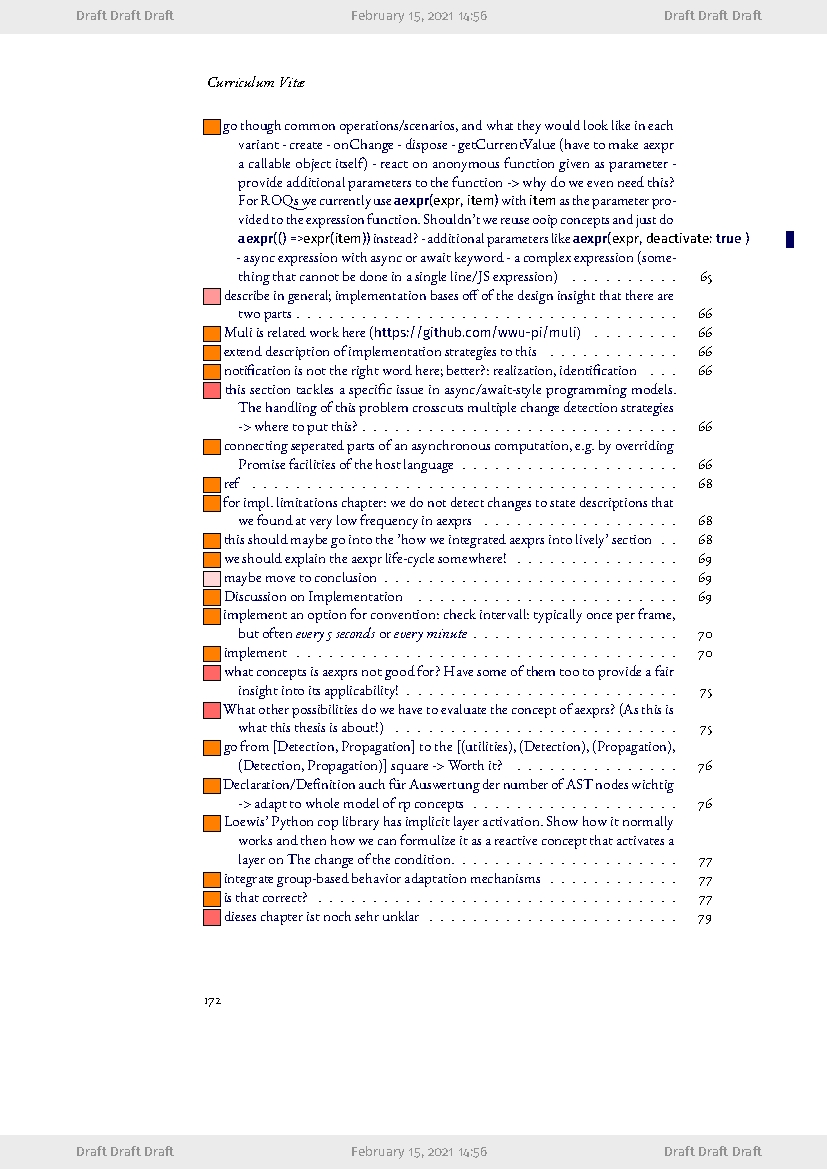 Draft Draft Draft February 15, 2021 14:56 Draft Draft Draft
Curriculum Vitæ
go though common operations/scenarios, and what they would look like in each
variant - create - onChange - dispose - getCurrentValue (have to make aexpr
a callable object itself) - react on anonymous function given as parameter -
provide additional parameters to the function -> why do we even need this?
For ROQs we currently use aexpr(expr, item) with item as the parameter pro-
vided to the expression function. Shouldn't we reuse ooip concepts and just do
aexpr(() =>expr(item)) instead? - additional parameters like aexpr(expr, deactivate: true )
- async expression with async or await keyword - a complex expression (some-
thing that cannot be done in a single line/JS expression) . . . . . . . . . . 65
describe in general; implementation bases off of the design insight that there are
two parts . . . . . . . . . . . . . . . . . . . . . . . . . . . . . . . . . . . 66
Muli is related work here (https://github.com/wwu-pi/muli) . . . . . . . . 66
extend description of implementation strategies to this . . . . . . . . . . . . 66
notification is not the right word here; better?: realization, identification . . . 66
this section tackles a specific issue in async/await-style programming models.
The handling of this problem crosscuts multiple change detection strategies
-> where to put this? . . . . . . . . . . . . . . . . . . . . . . . . . . . . 66
connecting seperated parts of an asynchronous computation, e.g. by overriding
Promise facilities of the host language . . . . . . . . . . . . . . . . . . . . 66
ref . . . . . . . . . . . . . . . . . . . . . . . . . . . . . . . . . . . . . . . 68
for impl. limitations chapter: we do not detect changes to state descriptions that
we found at very low frequency in aexprs . . . . . . . . . . . . . . . . . . 68
this should maybe go into the 'how we integrated aexprs into lively' section . . 68
we should explain the aexpr life-cycle somewhere! . . . . . . . . . . . . . . . 69
maybe move to conclusion . . . . . . . . . . . . . . . . . . . . . . . . . . . 69
Discussion on Implementation . . . . . . . . . . . . . . . . . . . . . . . . . 69
implement an option for convention: check intervall: typically once per frame,
but often every 5 seconds or every minute . . . . . . . . . . . . . . . . . . . 70
implement . . . . . . . . . . . . . . . . . . . . . . . . . . . . . . . . . . . 70
what concepts is aexprs not good for? Have some of them too to provide a fair
insight into its applicability! . . . . . . . . . . . . . . . . . . . . . . . . . 75
What other possibilities do we have to evaluate the concept of aexprs? (As this is
what this thesis is about!) . . . . . . . . . . . . . . . . . . . . . . . . . . 75
go from [Detection, Propagation] to the [(utilities), (Detection), (Propagation),
(Detection, Propagation)] square -> Worth it? . . . . . . . . . . . . . . . 76
Declaration/Definition auch für Auswertung der number of AST nodes wichtig
-> adapt to whole model of rp concepts . . . . . . . . . . . . . . . . . . . 76
Loewis' Python cop library has implicit layer activation. Show how it normally
works and then how we can formulize it as a reactive concept that activates a
layer on The change of the condition. . . . . . . . . . . . . . . . . . . . . . 77
integrate group-based behavior adaptation mechanisms . . . . . . . . . . . . 77
is that correct? . . . . . . . . . . . . . . . . . . . . . . . . . . . . . . . . . 77
dieses chapter ist noch sehr unklar . . . . . . . . . . . . . . . . . . . . . . . 79
172
Draft Draft Draft February 15, 2021 14:56 Draft Draft Draft